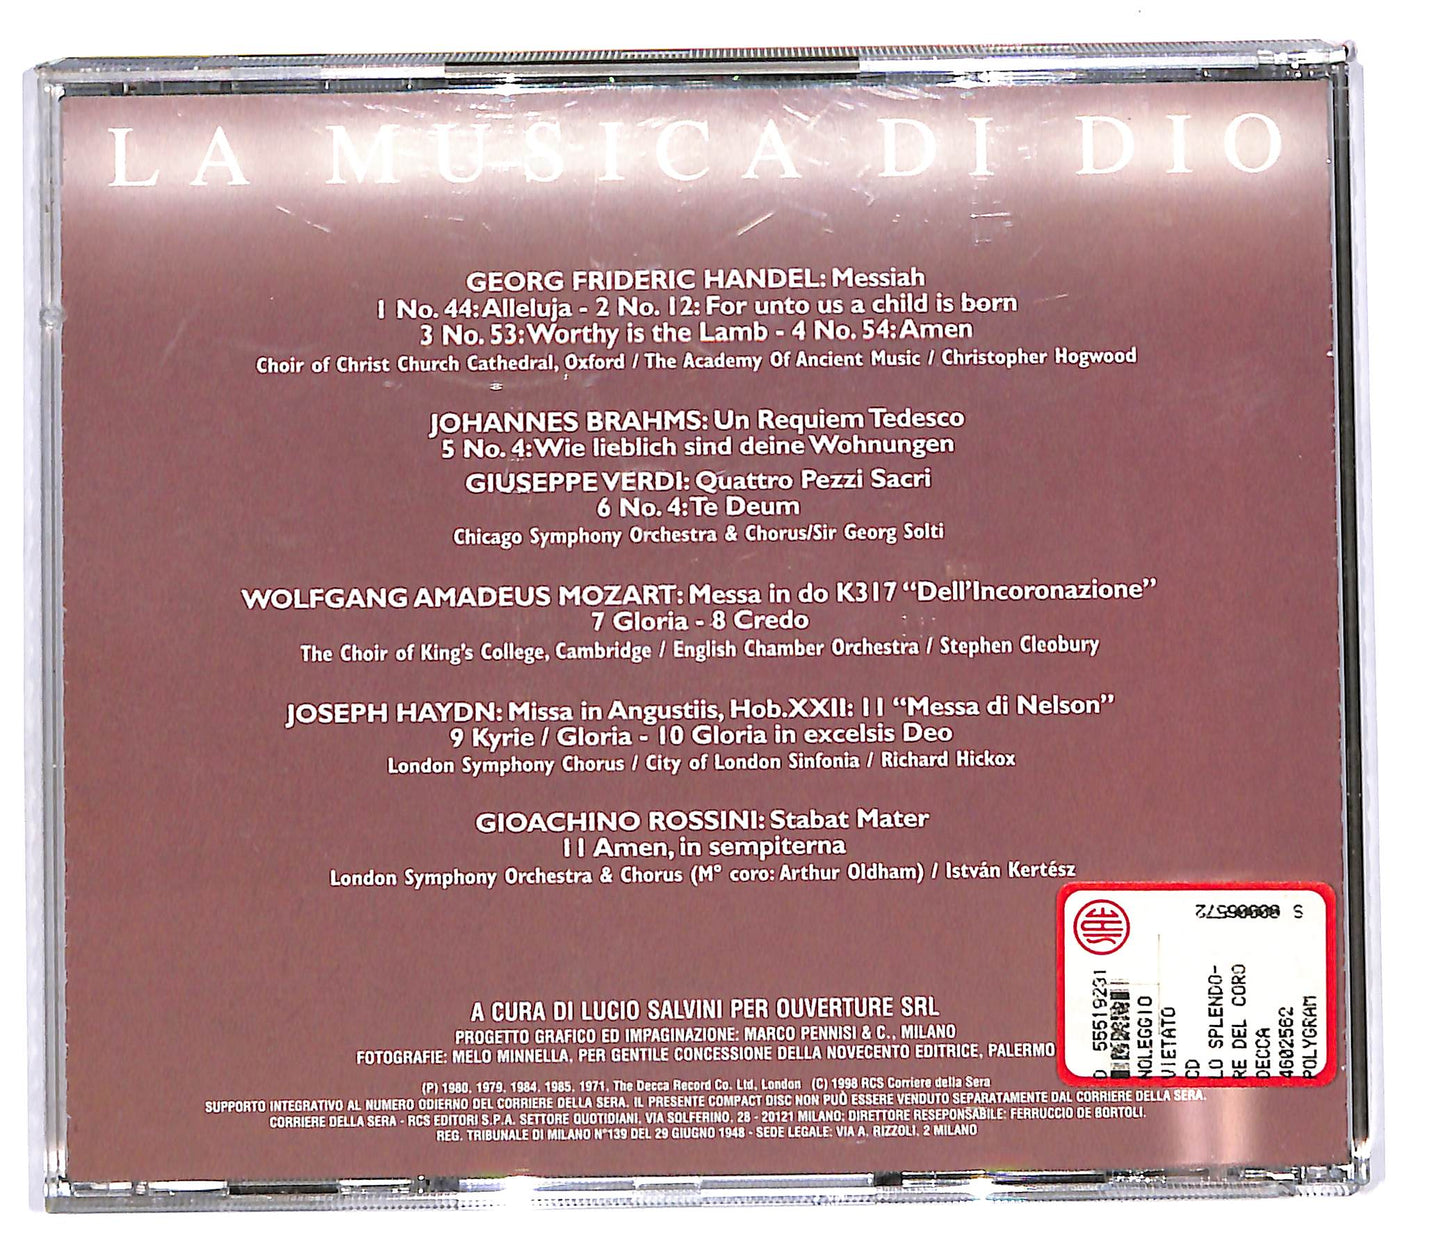 LA MUSICA DI DIO
GEORG FRIDERIC HANDEL: Messiah
1 No. 44: Alleluja - 2 No. 12: For unto us a child is born
3 No. 53: Worthy is the Lamb - 4 No. 54: Amen
Choir of Christ Church Cathedral, Oxford / The Academy Of Ancient Music / Christopher Hogwood
JOHANNES BRAHMS: Un Requiem Tedesco
5 No. 4: Wie lieblich sind deine Wohnungen
GIUSEPPE VERDI: Quattro Pezzi Sacri
6 No. 4: Te Deum
Chicago Symphony Orchestra & Chorus/Sir Georg Solti
WOLFGANG AMADEUS MOZART: Messa in do K317 “Dell’Incoronazione”
7 Gloria - 8 Credo
The Choir of King's College, Cambridge / English Chamber Orchestra / Stephen Cleobury
JOSEPH HAYDN: Missa in Angustiis, Hob.XXII: 11 “Messa di Nelson”
9 Kyrie / Gloria - 10 Gloria in excelsis Deo
London Symphony Chorus / City of London Sinfonia / Richard Hickox
GIOACHINO ROSSINI: Stabat Mater
11 Amen, in sempiterna
London Symphony Orchestra & Chorus (M° coro: Arthur Oldham) / István Kertész
A CURA DI LUCIO SALVINI PER OUVERTURE SRL
PROGETTO GRAFICO ED IMPAGINAZIONE: MARCO PENNISI & C., MILANO
FOTOGRAFIE: MELO MINNELLA, PER GENTILE CONCESSIONE DELLA NOVECENTO EDITRICE, PALERMO
(P) 1980, 1979, 1984, 1985, 1971, The Decca Record Co. Ltd, London (C) 1998 RCS Corriere della Sera
SUPPORTO INTEGRATIVO AL NUMERO ODIERNO DEL CORRIERE DELLA SERA. IL PRESENTE COMPACT DISC NON PUÒ ESSERE VENDUTO SEPARATAMENTE DAL CORRIERE DELLA SERA.
CORRIERE DELLA SERA - RCS EDITORI S.P.A. SETTORE QUOTIDIANI, VIA SOLFERINO, 28 - 20121 MILANO; DIRETTORE RESEPONSABILE: FERRUCCIO DE BORTOLI.
REG. TRIBUNALE DI MILANO N°139 DEL 29 GIUGNO 1948 - SEDE LEGALE: VIA A. RIZZOLI, 2 MILANO
SIAE
D 55519231
NOLEGGIO
VIETATO
CD
LO SPLENDO-
RE DEL CORO
DECCA
4602562
POLYGRAM